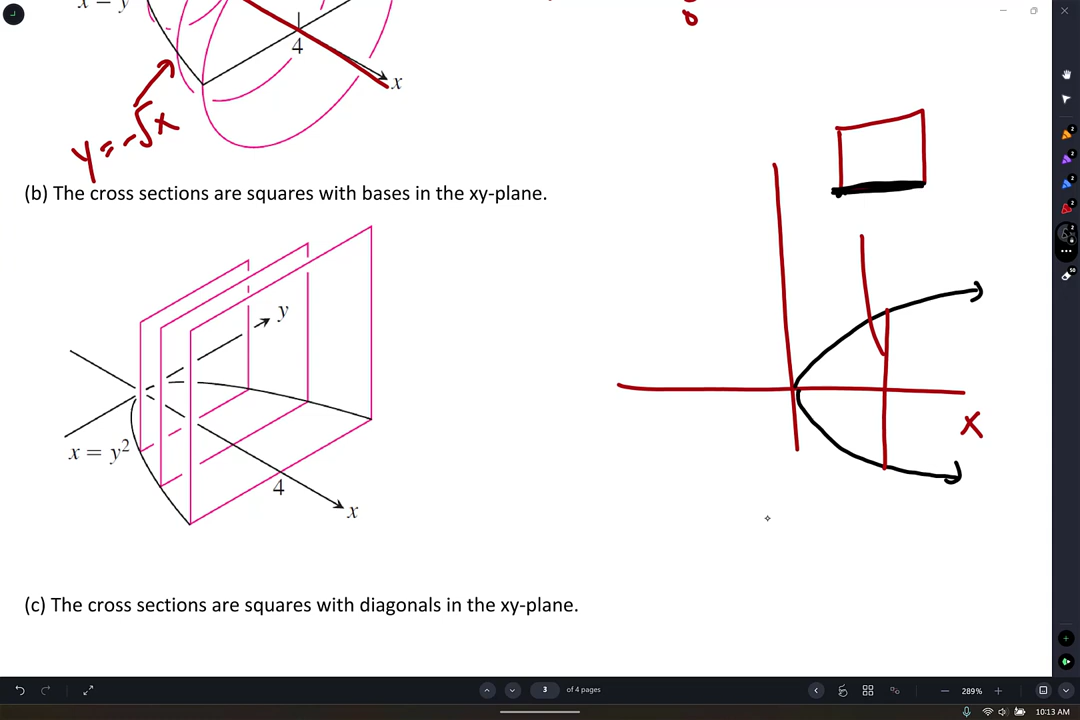 4
x
y = -√x
(b) The cross sections are squares with bases in the xy-plane.
y
x = y²
4
x
x
(c) The cross sections are squares with diagonals in the xy-plane.
3 of 4 pages
289%
10:13 AM